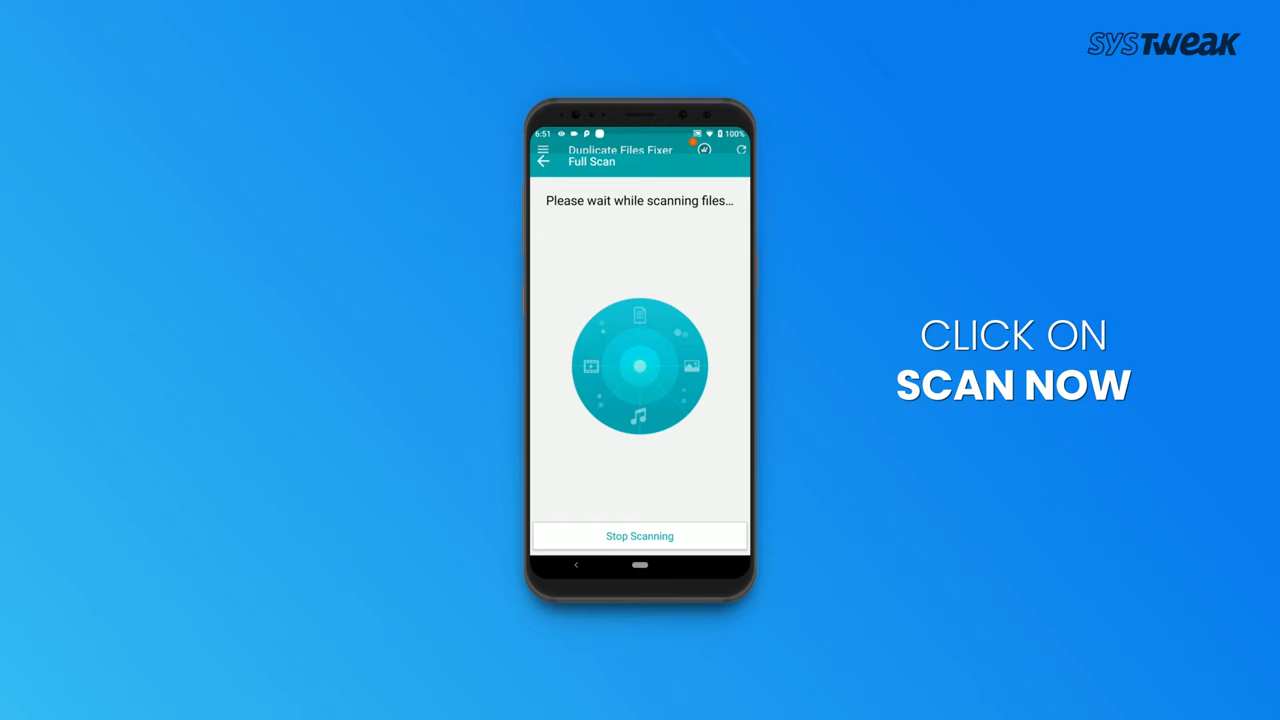 SYSTWEAK
6:51
100%
Duplicate Files Fixer
Full Scan
Please wait while scanning files...
CLICK ON
SCAN NOW
Stop Scanning